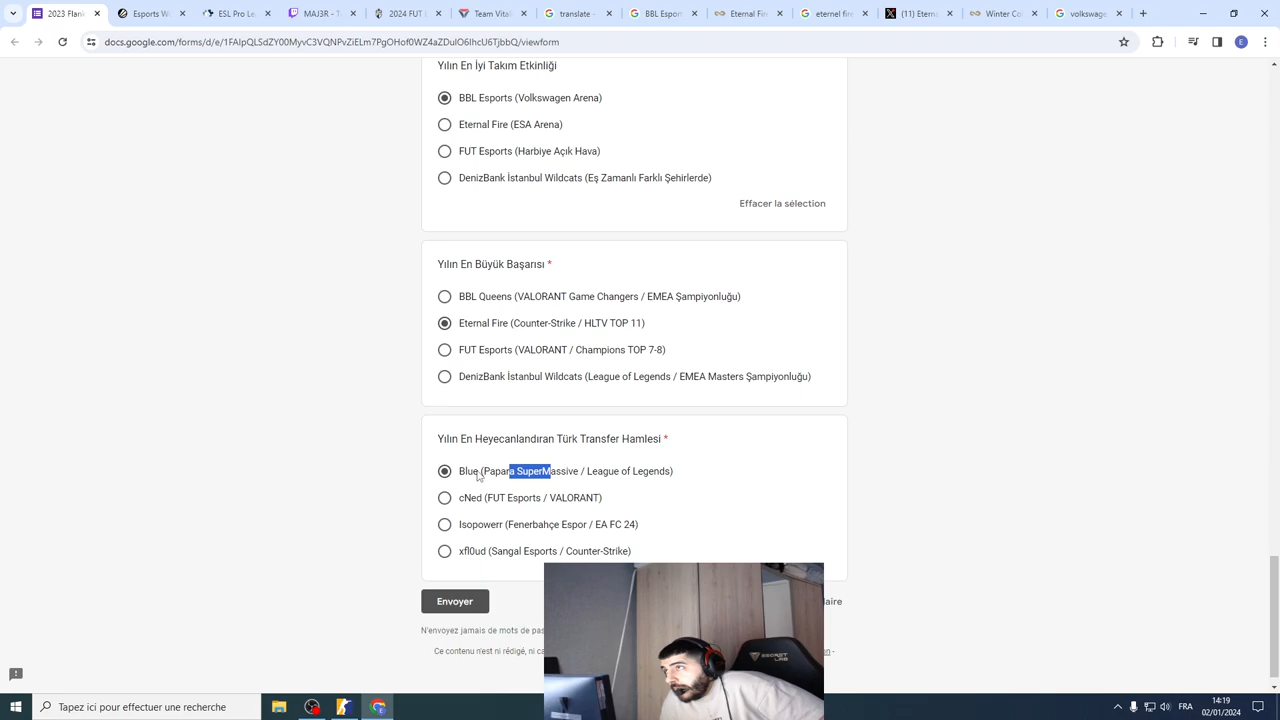 Esports W
ESL Pro Le
MAJ3R - T
2023 FUT E
Tekla! Vital
translate -
BBL Espor
Eternal Fir
eternel fire
(11) Eterna
Winter Col
volkswage
docs.google.com/forms/d/e/1FAIpQLSdZY00MyvC3VQNPvZiELm7PgOHof0WZ4aZDuIO6IhcU6TjbbQ/viewform
Yılın En İyi Takım Etkinliği
BBL Esports (Volkswagen Arena)
Eternal Fire (ESA Arena)
FUT Esports (Harbiye Açık Hava)
DenizBank İstanbul Wildcats (Eş Zamanlı Farklı Şehirlerde)
Effacer la sélection
Yılın En Büyük Başarısı *
BBL Queens (VALORANT Game Changers / EMEA Şampiyonluğu)
Eternal Fire (Counter-Strike / HLTV TOP 11)
FUT Esports (VALORANT / Champions TOP 7-8)
DenizBank İstanbul Wildcats (League of Legends / EMEA Masters Şampiyonluğu)
Yılın En Heyecanlandıran Türk Transfer Hamlesi *
Blue (Papara SuperMassive / League of Legends)
cNed (FUT Esports / VALORANT)
Isopowerr (Fenerbahçe Espor / EA FC 24)
xfl0ud (Sangal Esports / Counter-Strike)
Envoyer
laire
N'envoyez jamais de mots de pas
Ce contenu n'est ni rédigé, ni ca
on -
SECRET LAB
Tapez ici pour effectuer une recherche
FRA
14:19
02/01/2024